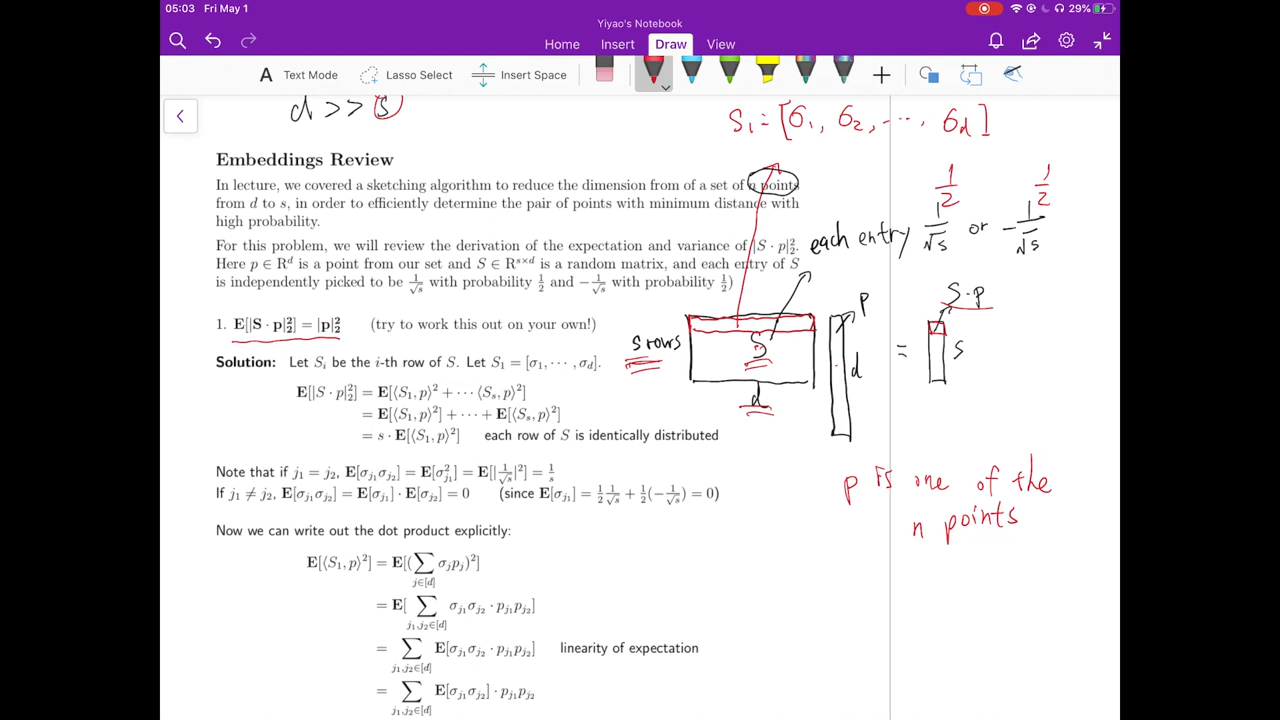 05:03 Fri May 1
29%
Yiyao's Notebook
Home Insert Draw View
A Text Mode Lasso Select Insert Space
d >> s
S₁ = [σ₁, σ₂, ..., σd]
Embeddings Review
In lecture, we covered a sketching algorithm to reduce the dimension from of a set of n points
from d to s, in order to efficiently determine the pair of points with minimum distance with
high probability.
For this problem, we will review the derivation of the expectation and variance of |S · p|²₂.
Here p ∈ Rᵈ is a point from our set and S ∈ Rˢˣᵈ is a random matrix, and each entry of S
is independently picked to be 1/√s with probability 1/2 and −1/√s with probability 1/2)
1/2 1/2
each entry 1/√s or −1/√s
1. E[|S · p|²₂] = |p|²₂ (try to work this out on your own!)
s rows S d p d = S·p s
Solution: Let Sᵢ be the i-th row of S. Let S₁ = [σ₁, ⋯ , σd].
E[|S · p|²₂] = E[⟨S₁, p⟩² + ⋯ ⟨Sₛ, p⟩²]
= E[⟨S₁, p⟩²] + ⋯ + E[⟨Sₛ, p⟩²]
= s · E[⟨S₁, p⟩²] each row of S is identically distributed
Note that if j₁ = j₂, E[σj₁σj₂] = E[σ²j₁] = E[|1/√s|²] = 1/s
If j₁ ≠ j₂, E[σj₁σj₂] = E[σj₁] · E[σj₂] = 0 (since E[σj₁] = 1/2 1/√s + 1/2(−1/√s) = 0)
p is one of the
n points
Now we can write out the dot product explicitly:
E[⟨S₁, p⟩²] = E[(∑j∈[d] σjpj)²]
= E[ ∑j₁,j₂∈[d] σj₁σj₂ · pj₁pj₂]
= ∑j₁,j₂∈[d] E[σj₁σj₂ · pj₁pj₂] linearity of expectation
= ∑j₁,j₂∈[d] E[σj₁σj₂] · pj₁pj₂